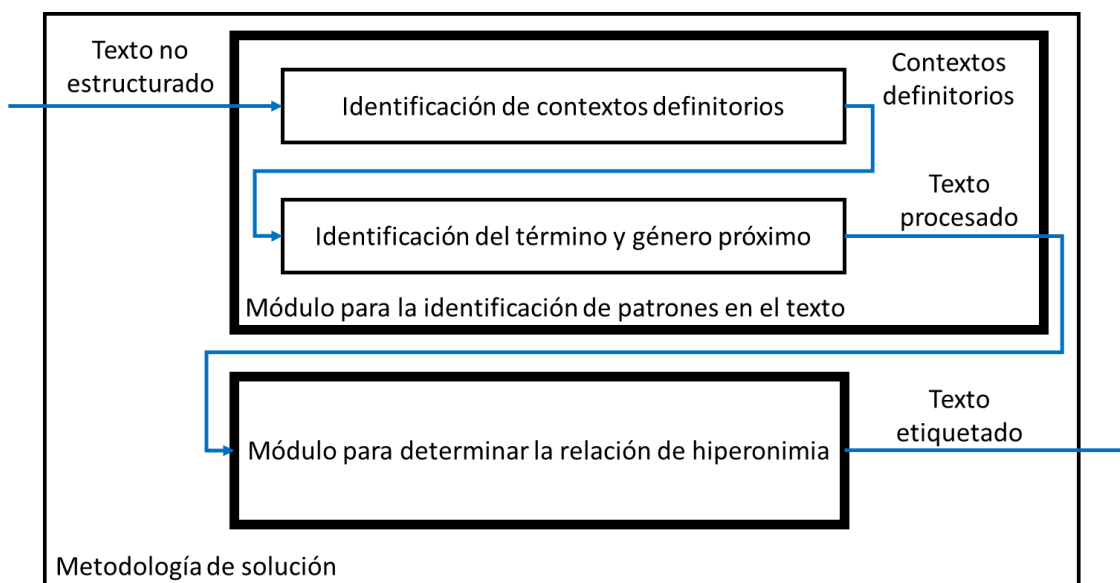 Texto no
estructurado
Identificación de contextos definitorios
Contextos
definitorios
Identificación del término y género próximo
Texto
procesado
Módulo para la identificación de patrones en el texto
Módulo para determinar la relación de hiperonimia
Texto
etiquetado
Metodología de solución